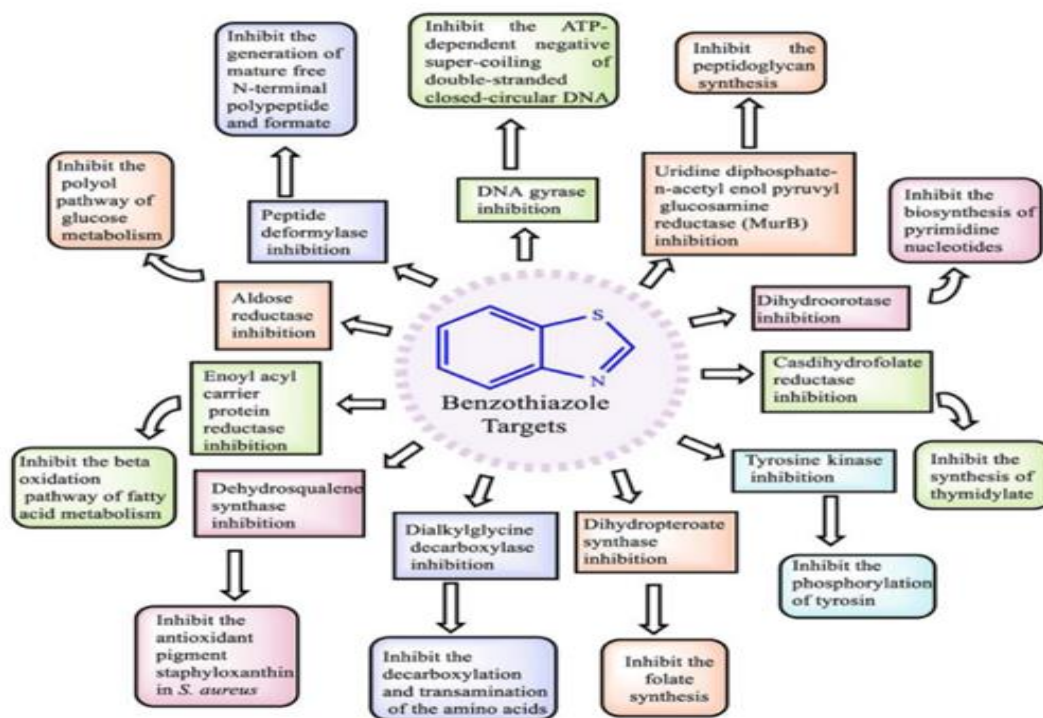 Inhibit the
generation of
mature free
N-terminal
polypeptide
and formate
Inhibit the ATP-
dependent negative
super-coiling of
double-stranded
closed-circular DNA
Inhibit the
peptidoglycan
synthesis
Inhibit the
polyol
pathway of
glucose
metabolism
Peptide
deformylase
inhibition
DNA gyrase
inhibition
Uridine diphosphate-
n-acetyl enol pyruvyl
glucosamine
reductase (MurB)
inhibition
Inhibit the
biosynthesis of
pyrimidine
nucleotides
Aldose
reductase
inhibition
S
N
Benzothiazole
Targets
Dihydroorotase
inhibition
Enoyl acyl
carrier
protein
reductase
inhibition
Casdihydrofolate
reductase
inhibition
Inhibit the beta
oxidation
pathway of fatty
acid metabolism
Dehydrosqualene
synthase
inhibition
Dialkylglycine
decarboxylase
inhibition
Dihydropteroate
synthase
inhibition
Tyrosine kinase
inhibition
Inhibit the
synthesis of
thymidylate
Inhibit the
antioxidant
pigment
staphyloxanthin
in S. aureus
Inhibit the
decarboxylation
and transamination
of the amino acids
Inhibit the
folate
synthesis
Inhibit the
phosphorylation
of tyrosin